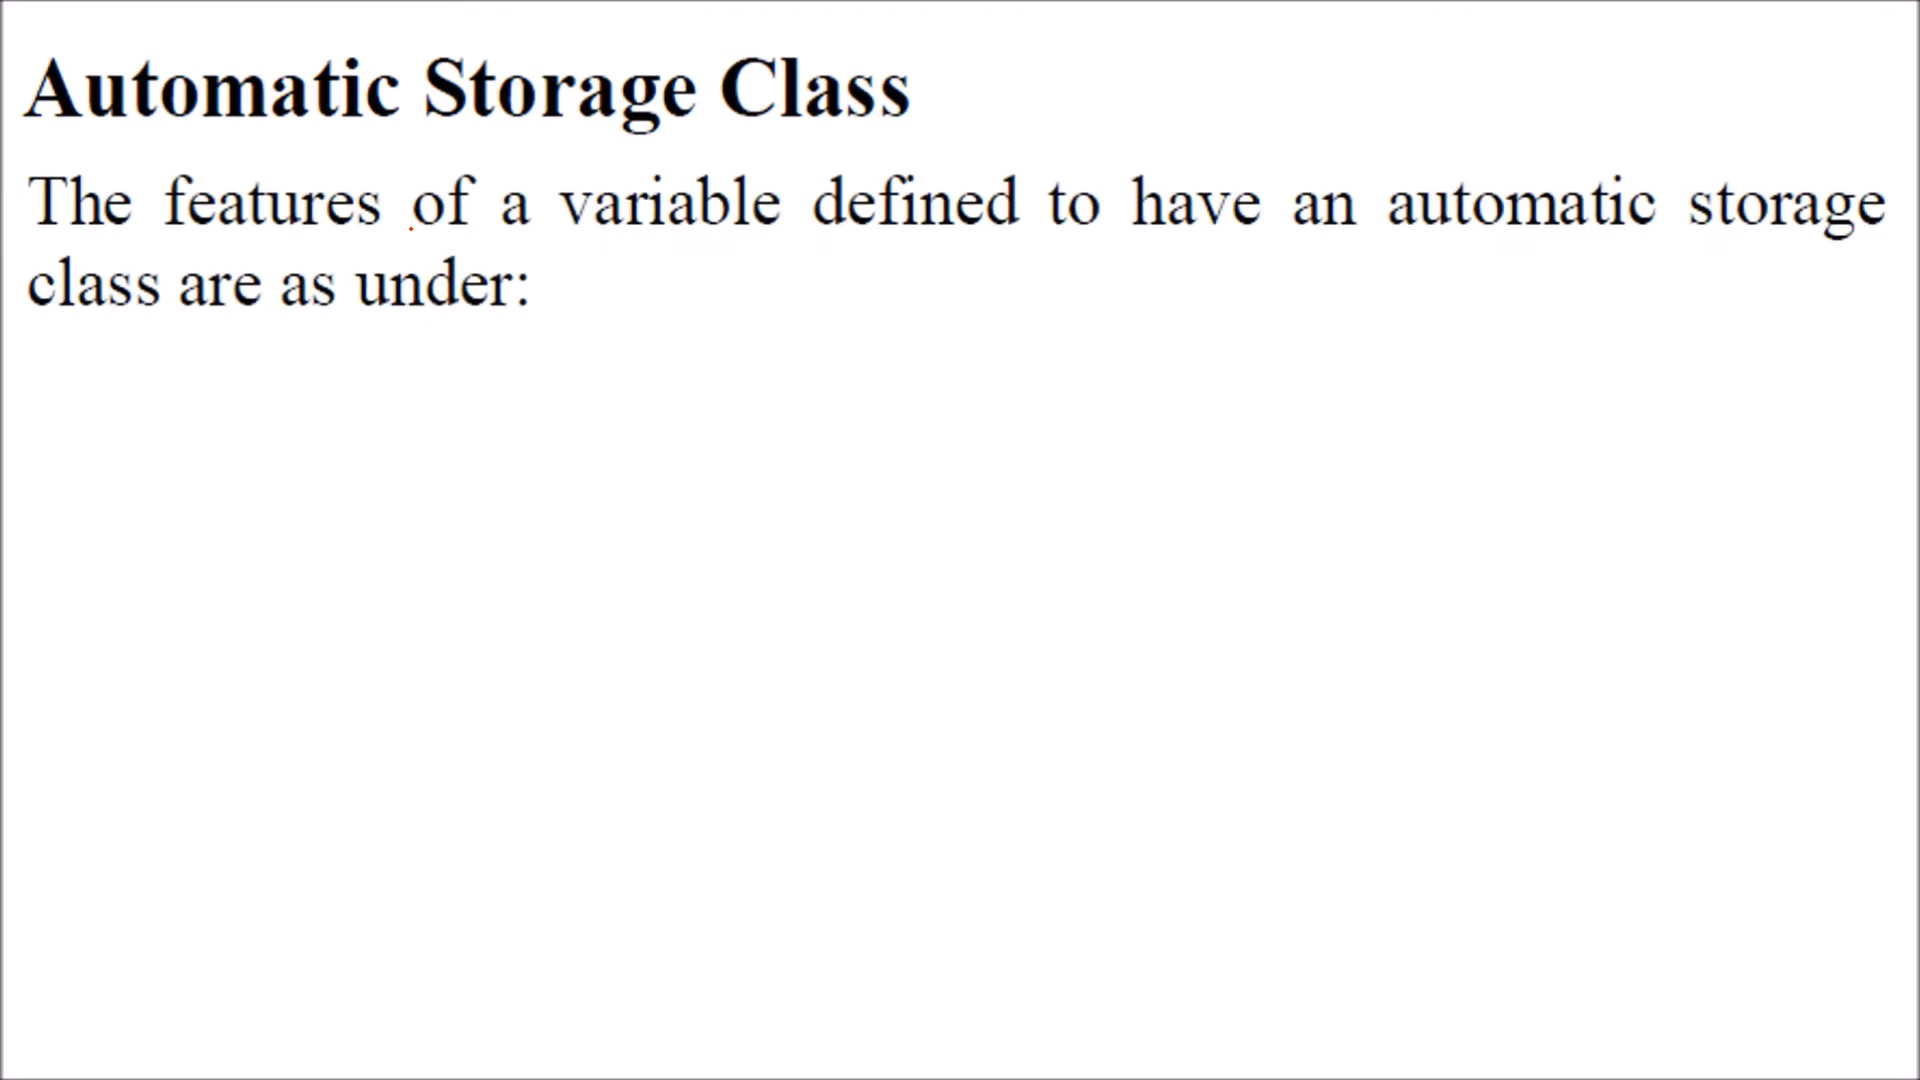 Automatic Storage Class
The features of a variable defined to have an automatic storage
class are as under: